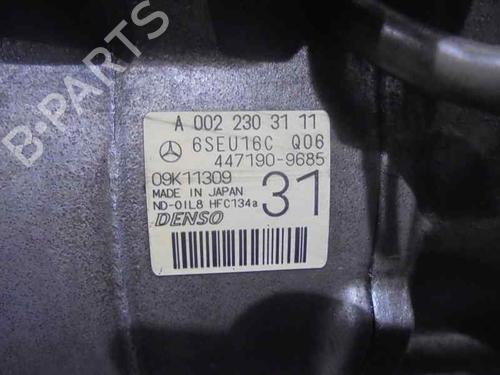 A 002 230 31 11
6SEU16C Q06
447190-9685
09K11309
MADE IN JAPAN
ND-OIL8 HFC134a
31
DENSO
B-PARTS